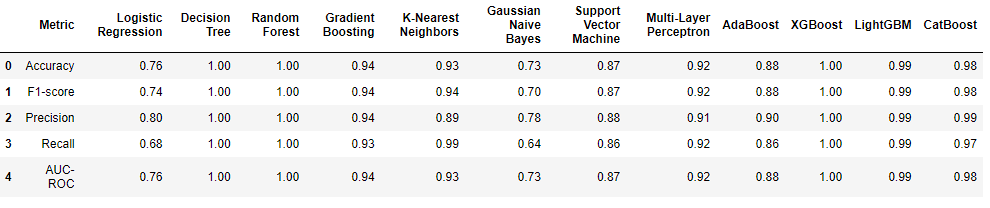 Metric Logistic Regression Decision Tree Random Forest Gradient Boosting K-Nearest Neighbors Gaussian Naive Bayes Support Vector Machine Multi-Layer Perceptron AdaBoost XGBoost LightGBM CatBoost
0 Accuracy 0.76 1.00 1.00 0.94 0.93 0.73 0.87 0.92 0.88 1.00 0.99 0.98
1 F1-score 0.74 1.00 1.00 0.94 0.94 0.70 0.87 0.92 0.88 1.00 0.99 0.98
2 Precision 0.80 1.00 1.00 0.94 0.89 0.78 0.88 0.91 0.90 1.00 0.99 0.99
3 Recall 0.68 1.00 1.00 0.93 0.99 0.64 0.86 0.92 0.86 1.00 0.99 0.97
4 AUC-ROC 0.76 1.00 1.00 0.94 0.93 0.73 0.87 0.92 0.88 1.00 0.99 0.98